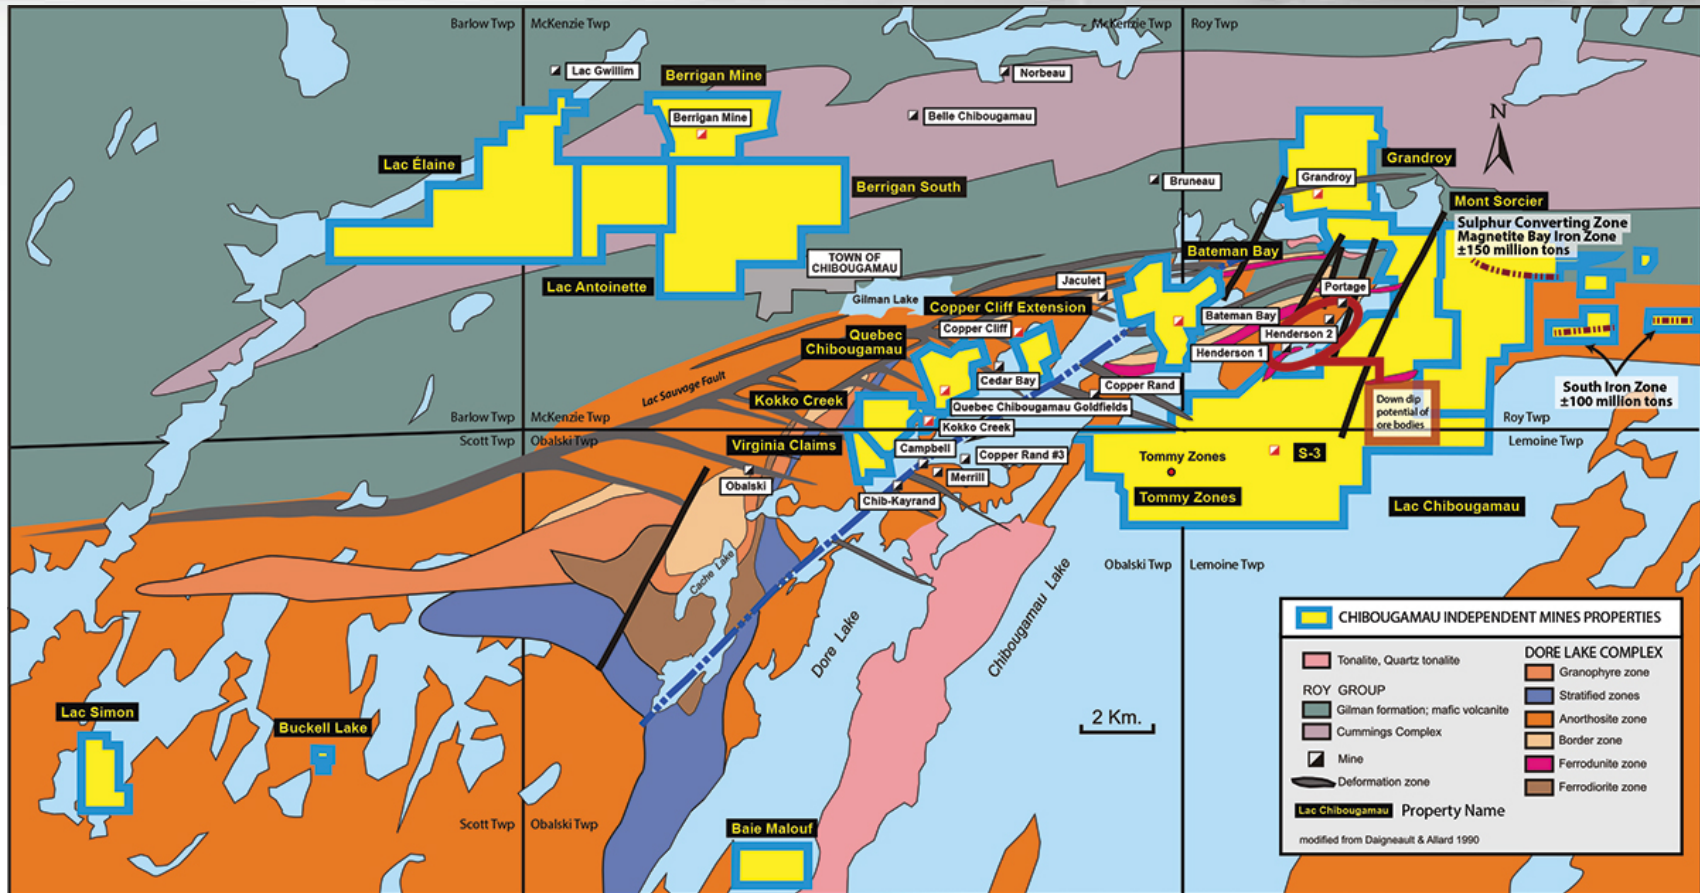 Barlow Twp
McKenzie Twp
McKenzie Twp
Roy Twp
Lac Gwillim
Berrigan Mine
Norbeau
Berrigan Mine
Belle Chibougamau
N
Lac Élaine
Grandroy
Berrigan South
Bruneau
Grandroy
Mont Sorcier
Sulphur Converting Zone
Magnetite Bay Iron Zone
±150 million tons
Bateman Bay
TOWN OF
CHIBOUGAMAU
Lac Antoinette
Gilman Lake
Jaculet
Portage
Copper Cliff Extension
Bateman Bay
Copper Cliff
Henderson 2
Quebec
Chibougamau
Henderson 1
Cedar Bay
Copper Rand
Lac Sauvage Fault
South Iron Zone
±100 million tons
Kokko Creek
Quebec Chibougamau Goldfields
Down dip
potential of
ore bodies
Barlow Twp
McKenzie Twp
Roy Twp
Kokko Creek
Scott Twp
Obalski Twp
Lemoine Twp
Virginia Claims
Campbell
Copper Rand #3
Tommy Zones
S-3
Merrill
Obalski
Chib-Kayrand
Tommy Zones
Lac Chibougamau
Cache Lake
Obalski Twp
Lemoine Twp
Dore Lake
Chibougamau Lake
CHIBOUGAMAU INDEPENDENT MINES PROPERTIES
Tonalite, Quartz tonalite
ROY GROUP
Gilman formation; mafic volcanite
Cummings Complex
Mine
Deformation zone
Lac Chibougamau
Property Name
modified from Daigneault & Allard 1990
DORE LAKE COMPLEX
Granophyre zone
Stratified zones
Anorthosite zone
Border zone
Ferrodunite zone
Ferrodiorite zone
2 Km.
Lac Simon
Buckell Lake
Scott Twp
Obalski Twp
Baie Malouf